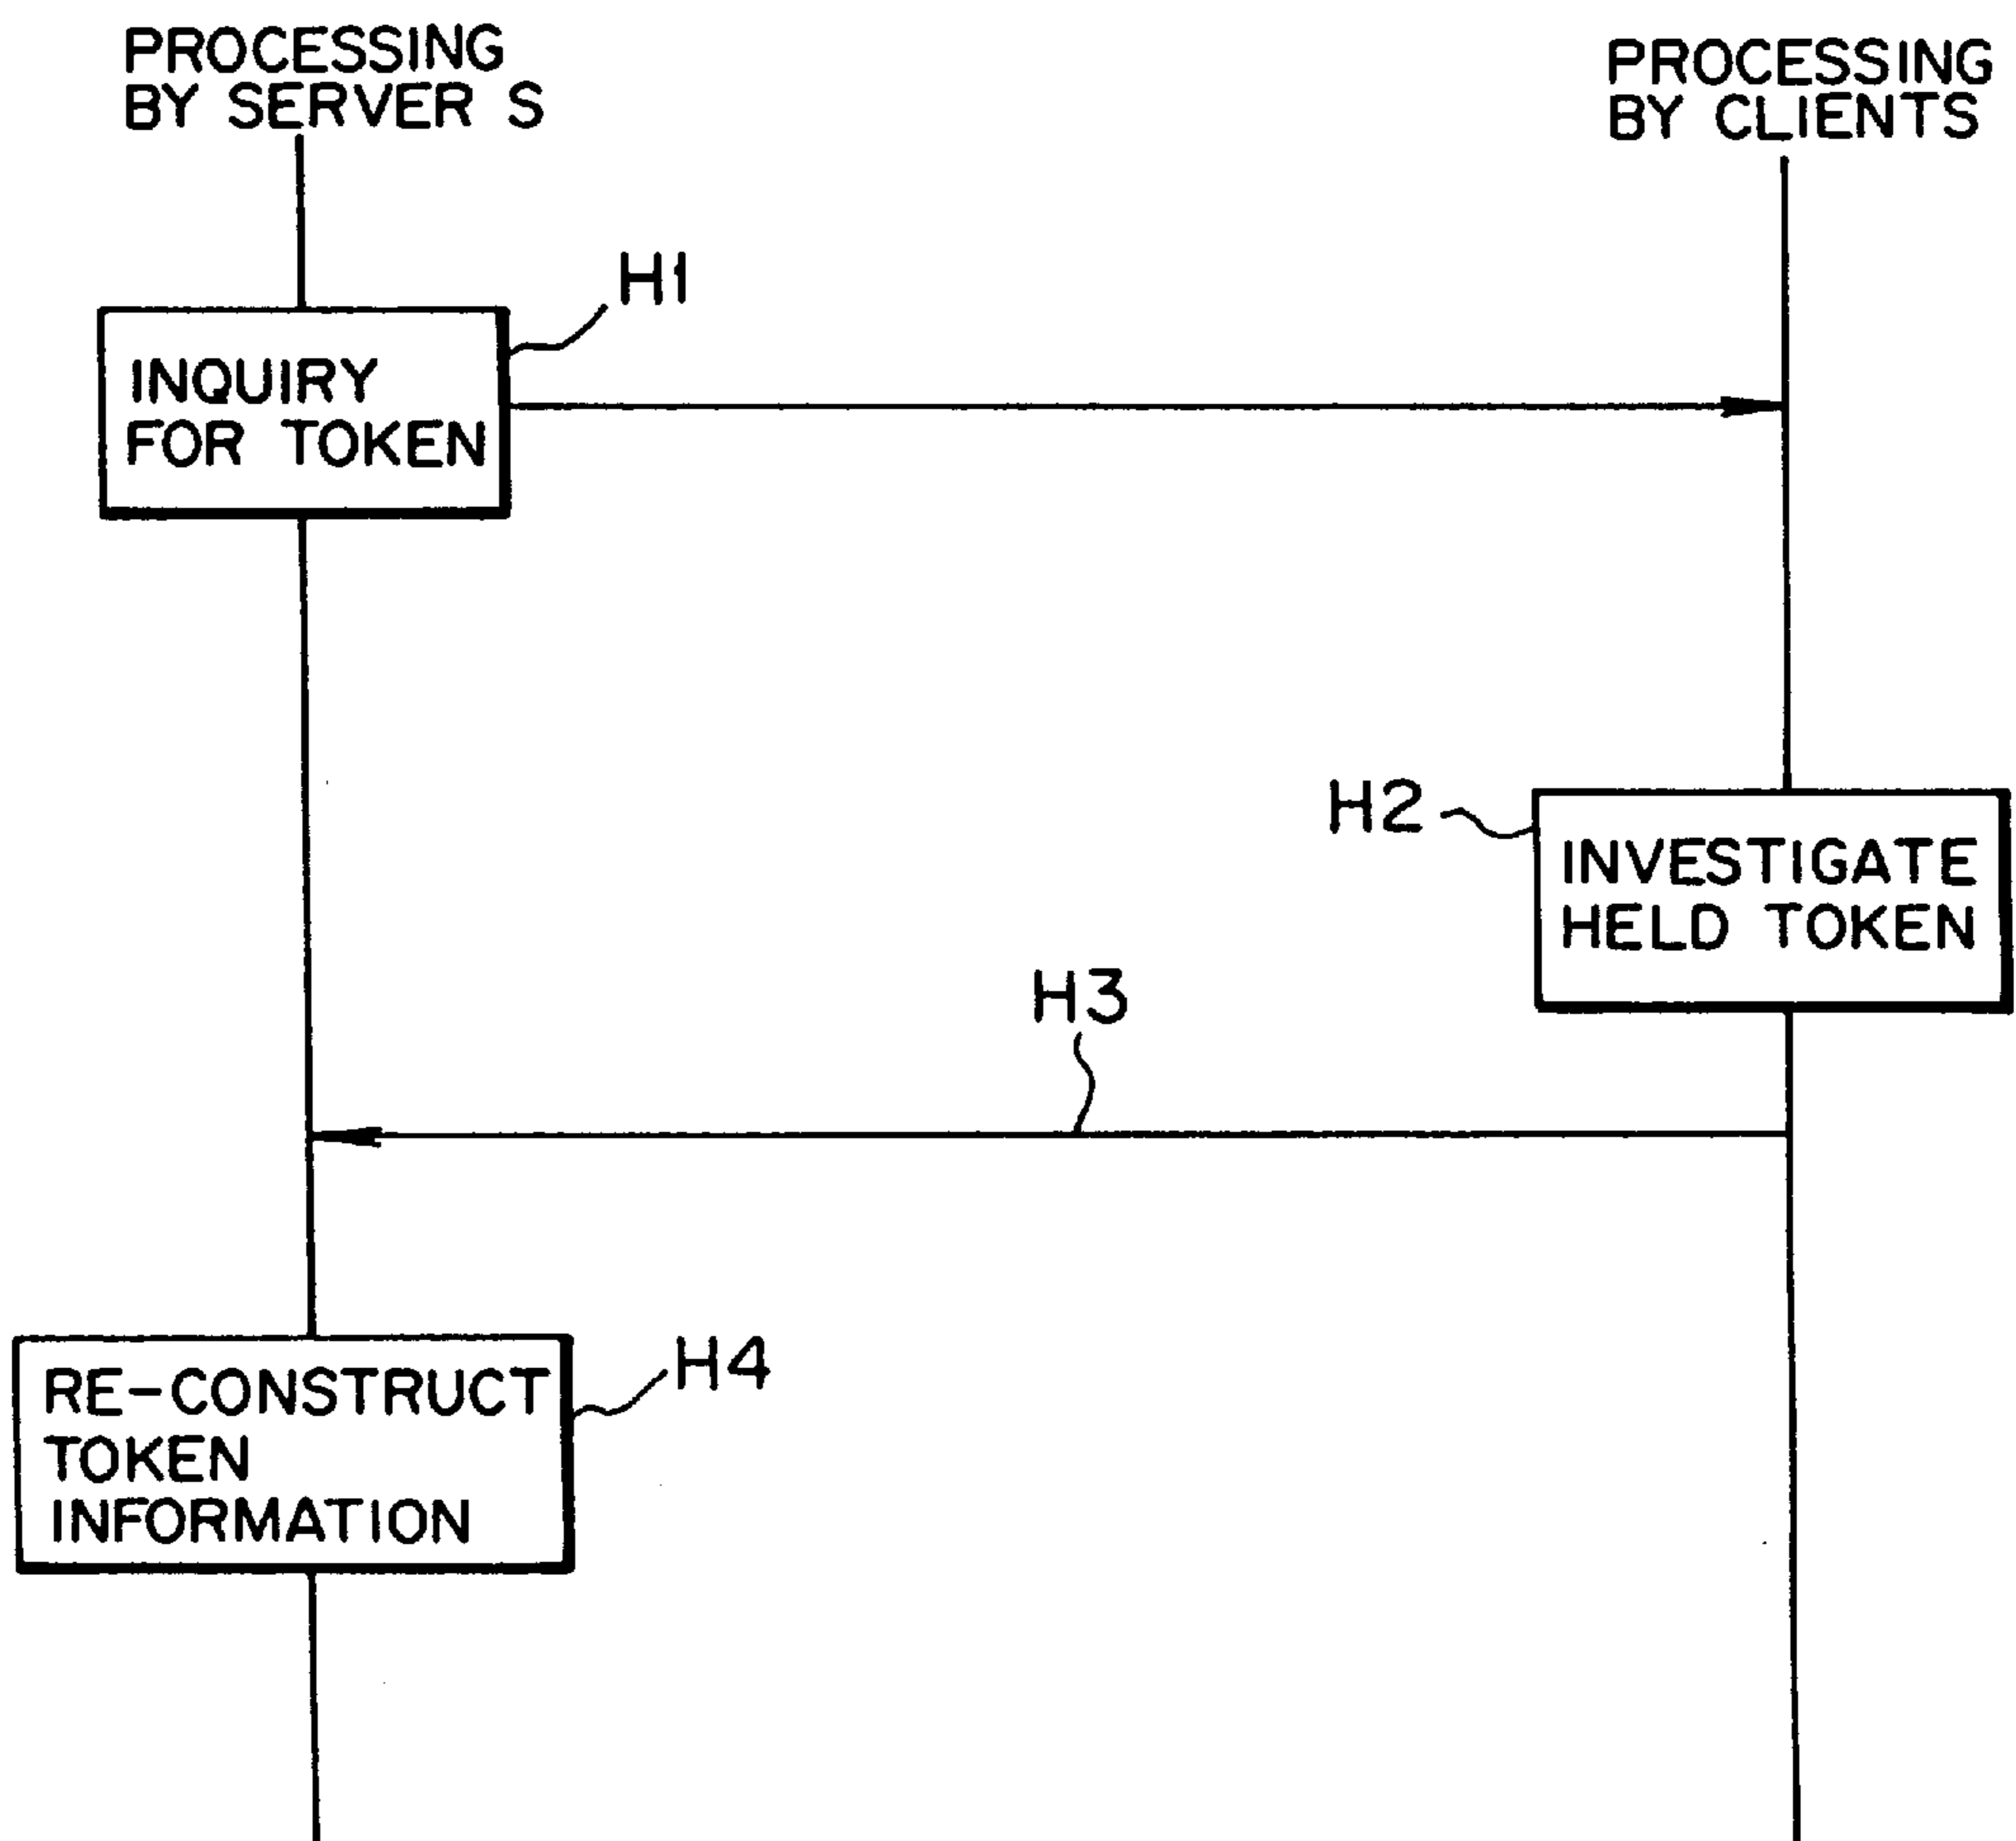 PROCESSING
BY SERVER S
PROCESSING
BY CLIENTS
H1
INQUIRY
FOR TOKEN
H2
INVESTIGATE
HELD TOKEN
H3
H4
RE-CONSTRUCT
TOKEN
INFORMATION